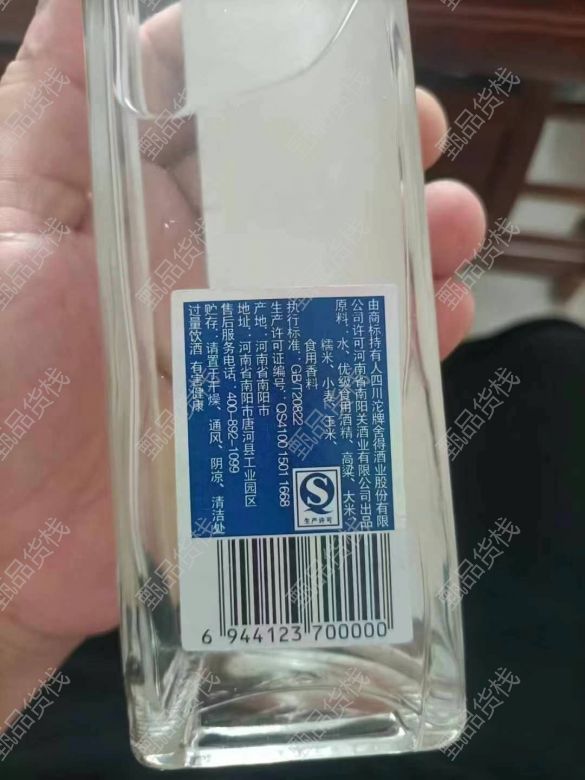 由商标持有人四川沱牌舍得酒业股份有限
公司许可河南省南阳关酒业有限公司出品
原料：水、优级食用酒精、高粱、大米、
糯米、小麦、玉米、
食用香料
执行标准：GB/T20822
生产许可证编号：QS4100 1501 1668
产地：河南省南阳市
地址：河南省南阳市唐河县工业园区
售后服务电话：400-882-1099
贮存：请置于干燥、通风、阴凉、清洁处
过量饮酒 有害健康
生产许可
6 944123 700000
甄品货栈